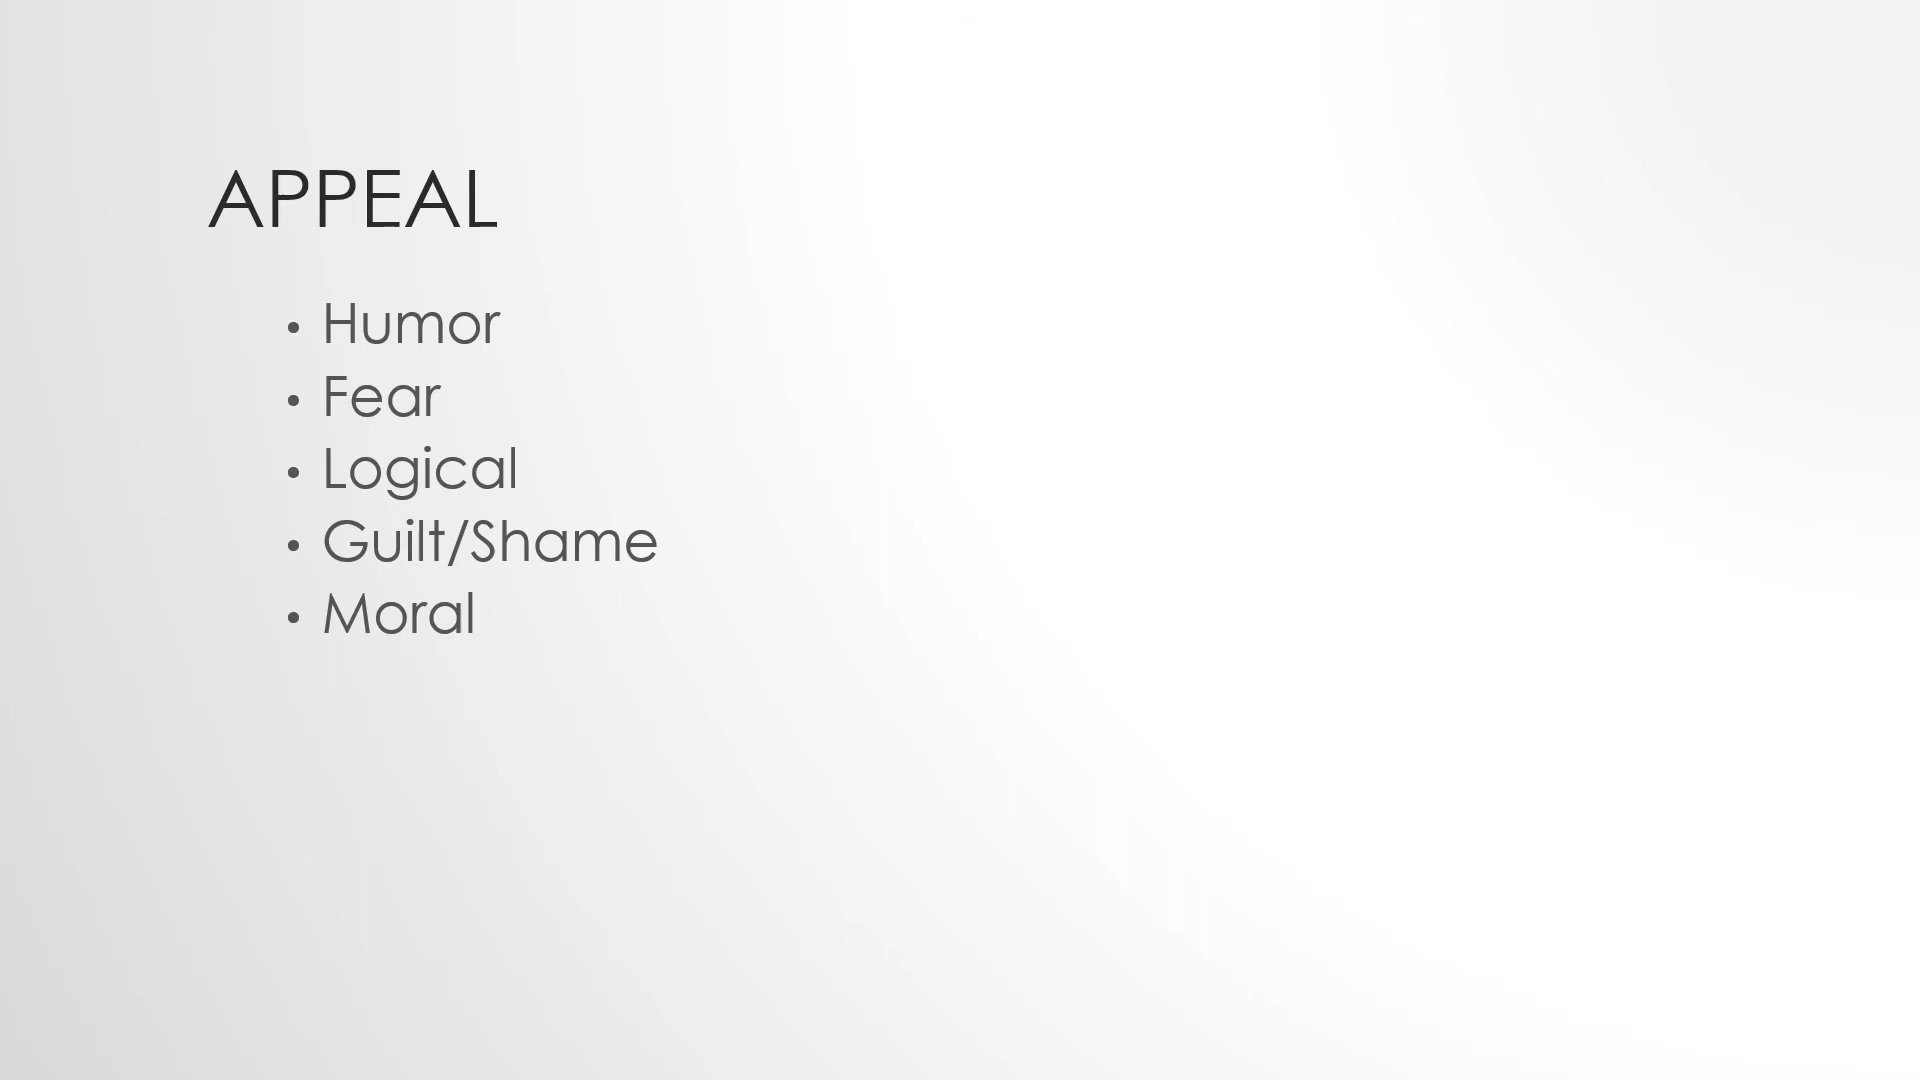 APPEAL
• Humor
• Fear
• Logical
• Guilt/Shame
• Moral